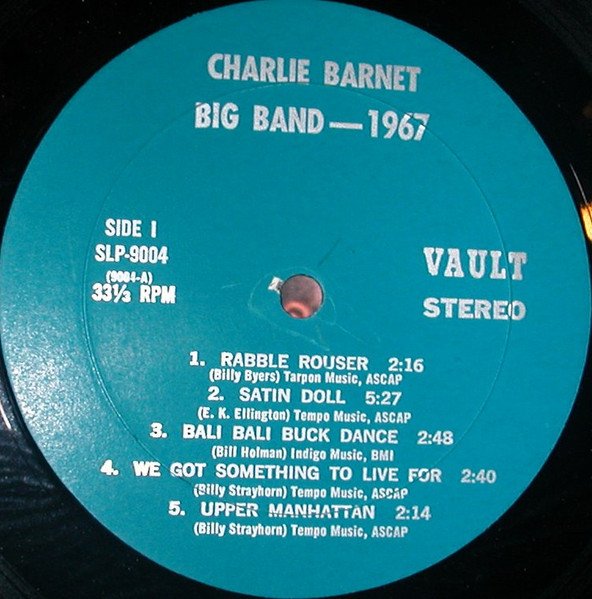 CHARLIE BARNET
BIG BAND—1967
SIDE I
SLP-9004
(9004-A)
33⅓ RPM
VAULT
STEREO
1. RABBLE ROUSER 2:16
(Billy Byers) Tarpon Music, ASCAP
2. SATIN DOLL 5:27
(E. K. Ellington) Tempo Music, ASCAP
3. BALI BALI BUCK DANCE 2:48
(Bill Holman) Indigo Music, BMI
4. WE GOT SOMETHING TO LIVE FOR 2:40
(Billy Strayhorn) Tempo Music, ASCAP
5. UPPER MANHATTAN 2:14
(Billy Strayhorn) Tempo Music, ASCAP